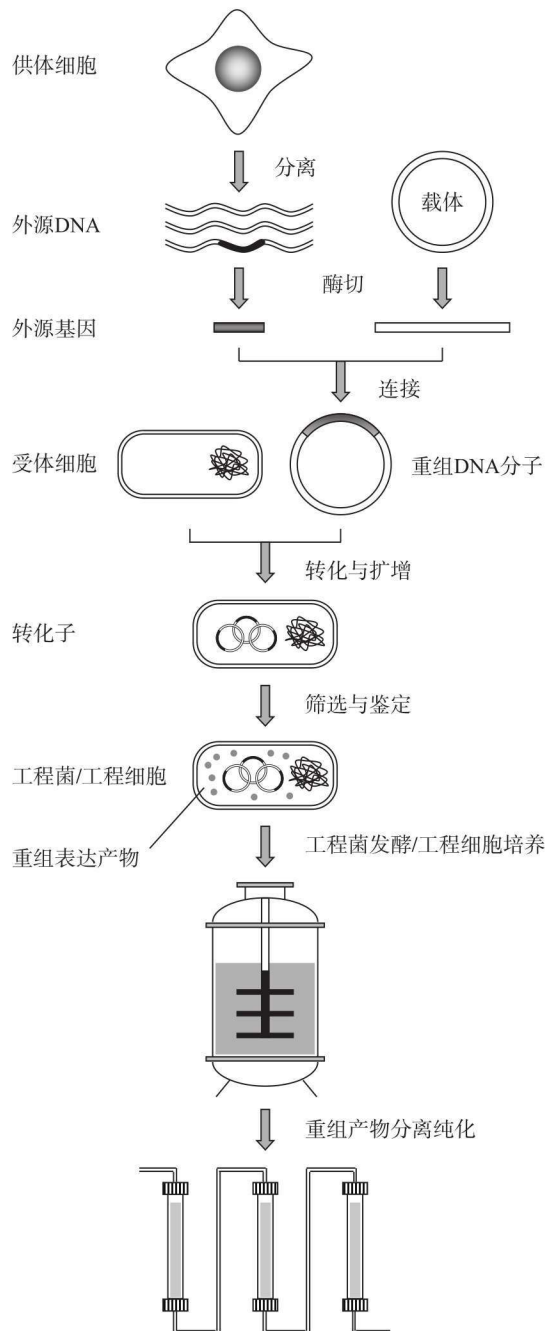 供体细胞
分离
外源DNA
载体
酶切
外源基因
连接
受体细胞
重组DNA分子
转化与扩增
转化子
筛选与鉴定
工程菌/工程细胞
重组表达产物
工程菌发酵/工程细胞培养
重组产物分离纯化